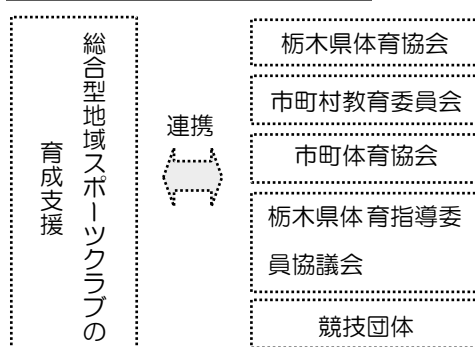 総合型地域スポーツクラブの
育成支援
連携
栃木県体育協会
市町村教育委員会
市町体育協会
栃木県体育指導委
員協議会
競技団体